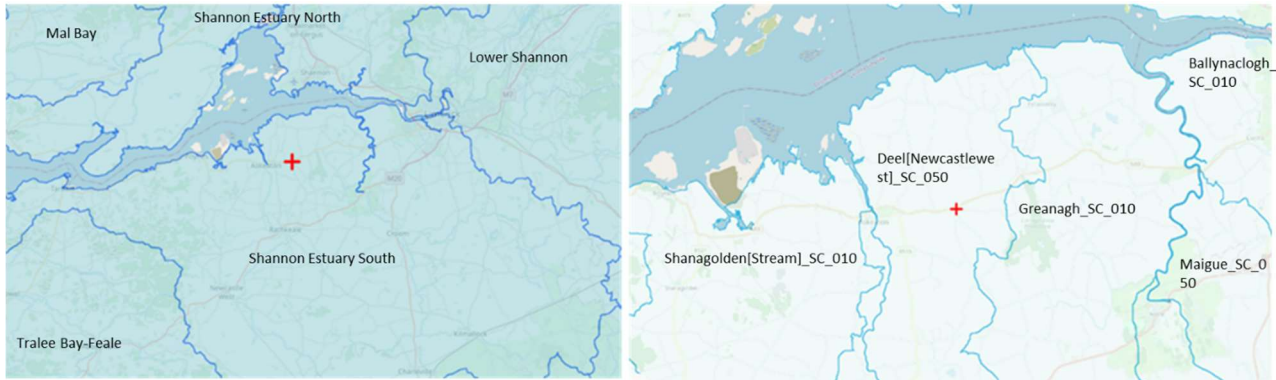 Shannon Estuary North
Mal Bay
Lower Shannon
Shannon Estuary South
Tralee Bay-Feale
Ballynaclogh_
SC_010
Deel[Newcastlewe
st]_SC_050
Greanagh_SC_010
Shanagolden[Stream]_SC_010
Maigue_SC_0
50